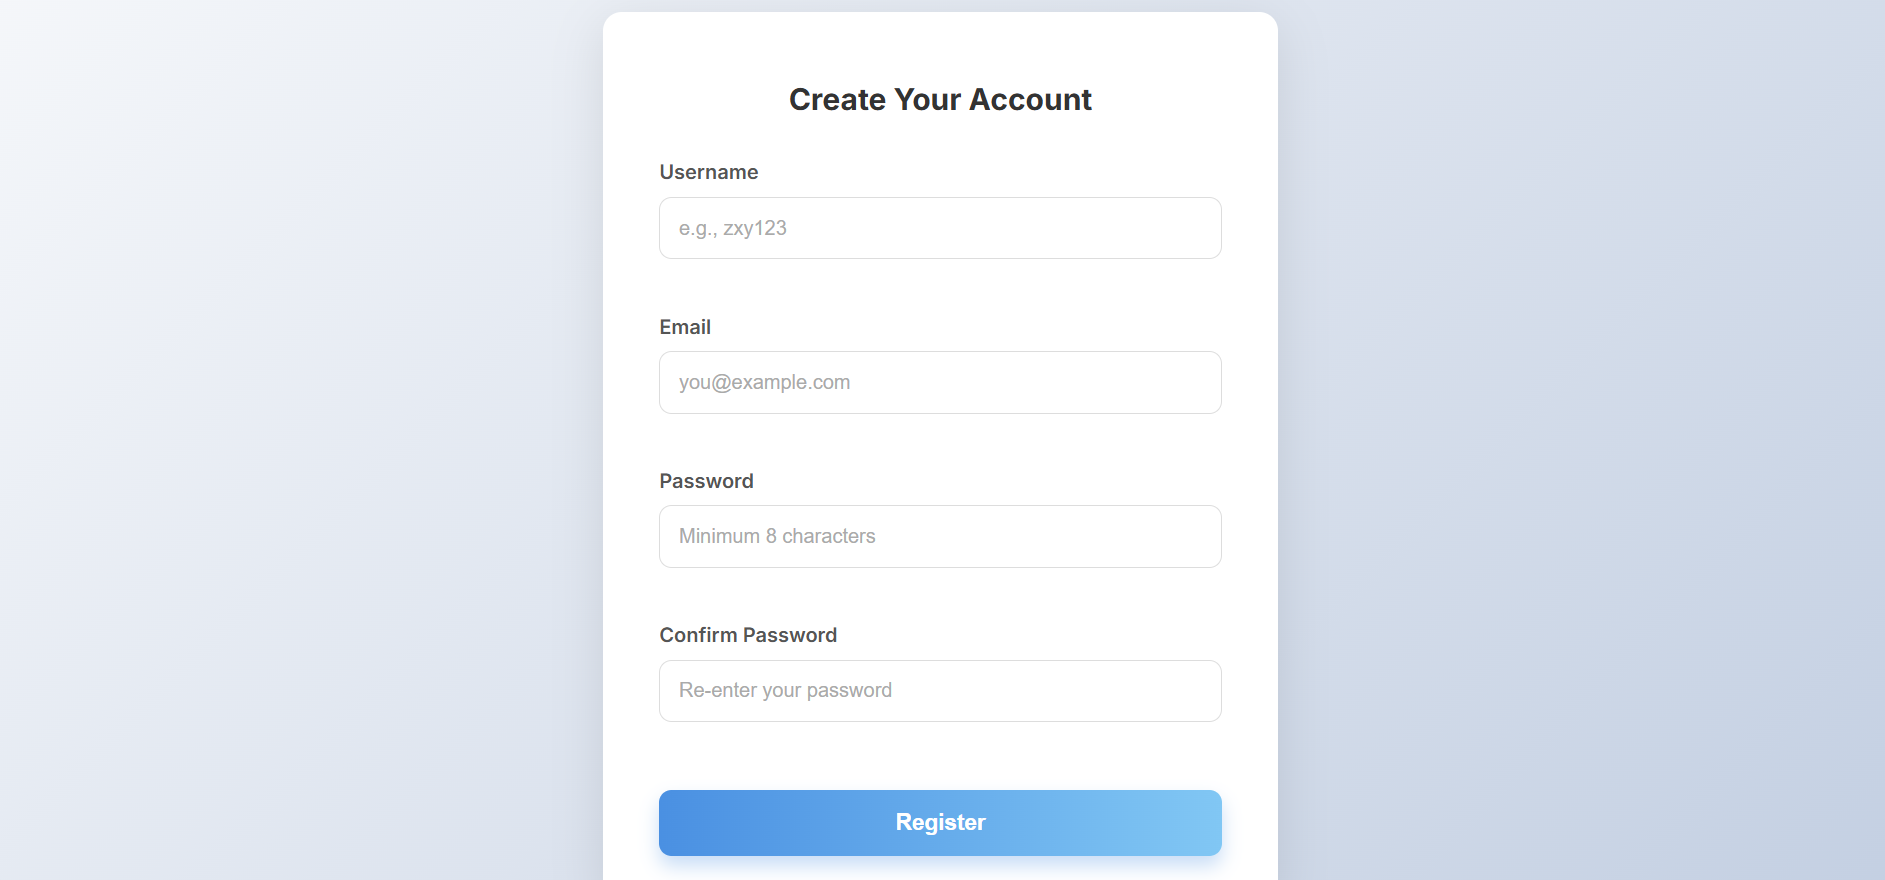 Create Your Account
Username
e.g., zxy123
Email
you@example.com
Password
Minimum 8 characters
Confirm Password
Re-enter your password
Register